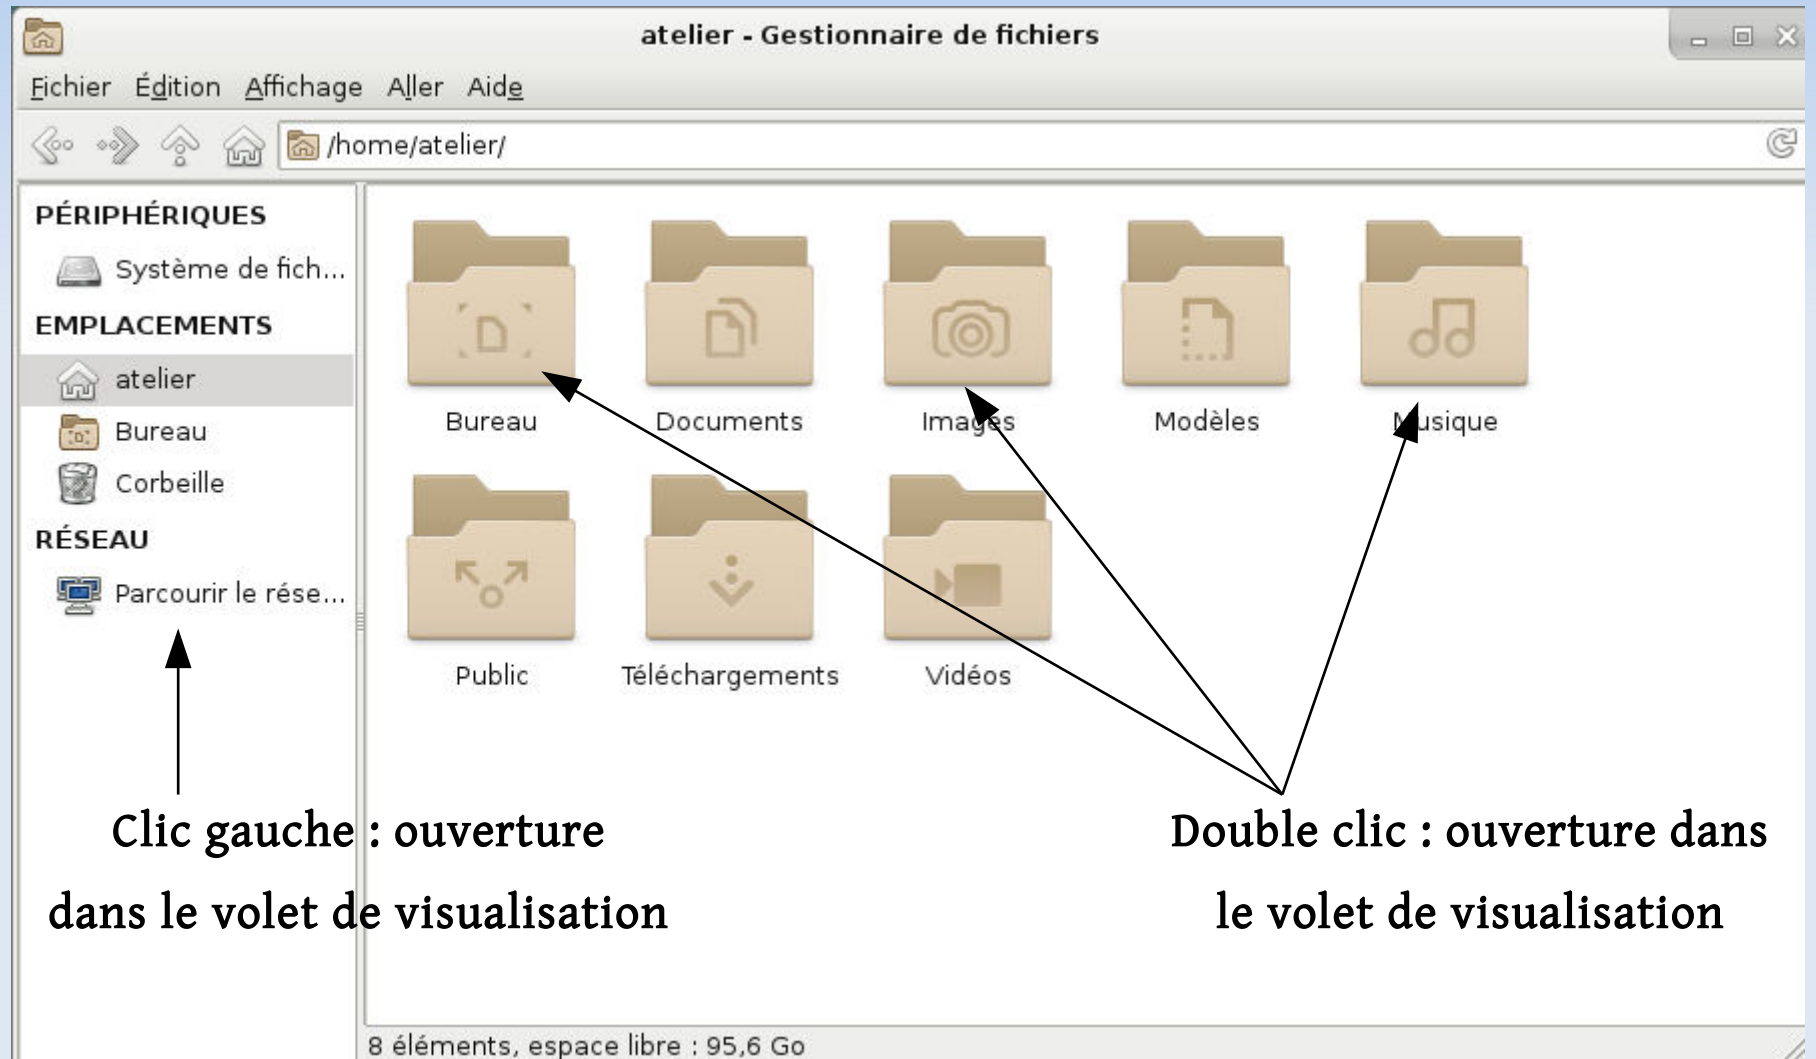 atelier - Gestionnaire de fichiers
Fichier Édition Affichage Aller Aide
/home/atelier/
PÉRIPHÉRIQUES
Système de fich...
EMPLACEMENTS
atelier
Bureau
Corbeille
RÉSEAU
Parcourir le rése...
Bureau Documents Images Modèles Musique
Public Téléchargements Vidéos
Clic gauche : ouverture
dans le volet de visualisation
Double clic : ouverture dans
le volet de visualisation
8 éléments, espace libre : 95,6 Go